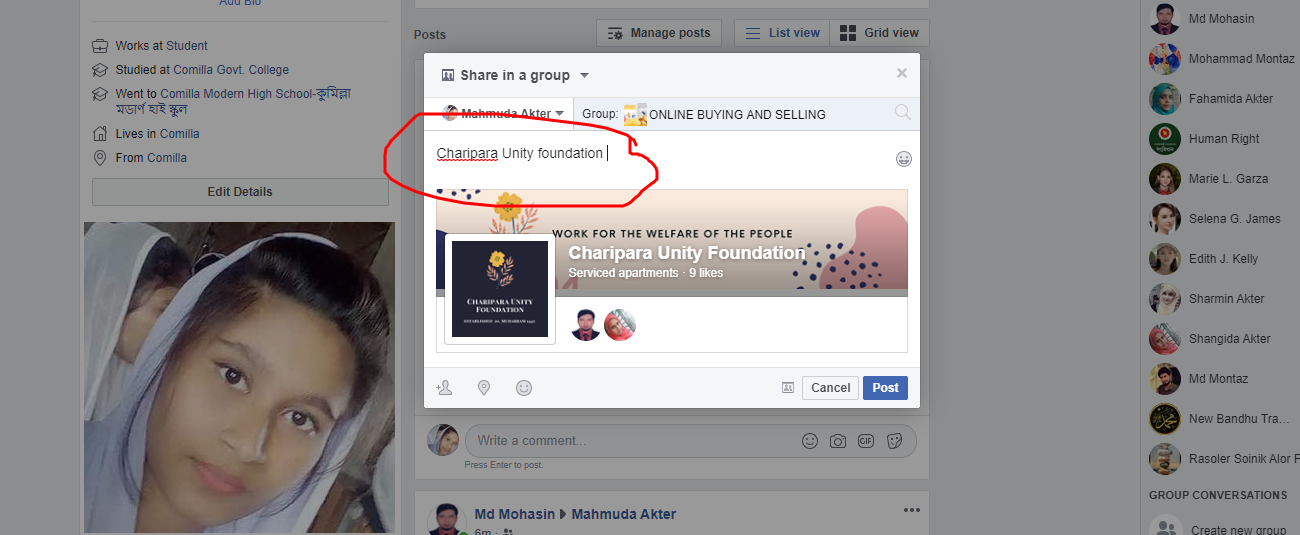 Add Bio
Works at Student
Studied at Comilla Govt. College
Went to Comilla Modern High School-কুমিল্লা
মডার্ণ হাই স্কুল
Lives in Comilla
From Comilla
Edit Details
Posts
Manage posts
List view
Grid view
Share in a group
Mahmuda Akter
Group: ONLINE BUYING AND SELLING
Charipara Unity foundation
WORK FOR THE WELFARE OF THE PEOPLE
Charipara Unity Foundation
Serviced apartments · 9 likes
CHARIPARA UNITY
FOUNDATION
Cancel
Post
Write a comment...
GIF
Press Enter to post.
Md Mohasin Mahmuda Akter
6m ·
Md Mohasin
Mohammad Montaz
Fahamida Akter
Human Right
Marie L. Garza
Selena G. James
Edith J. Kelly
Sharmin Akter
Shangida Akter
Md Montaz
New Bandhu Tra...
Rasoler Soinik Alor F
GROUP CONVERSATIONS
Create new group